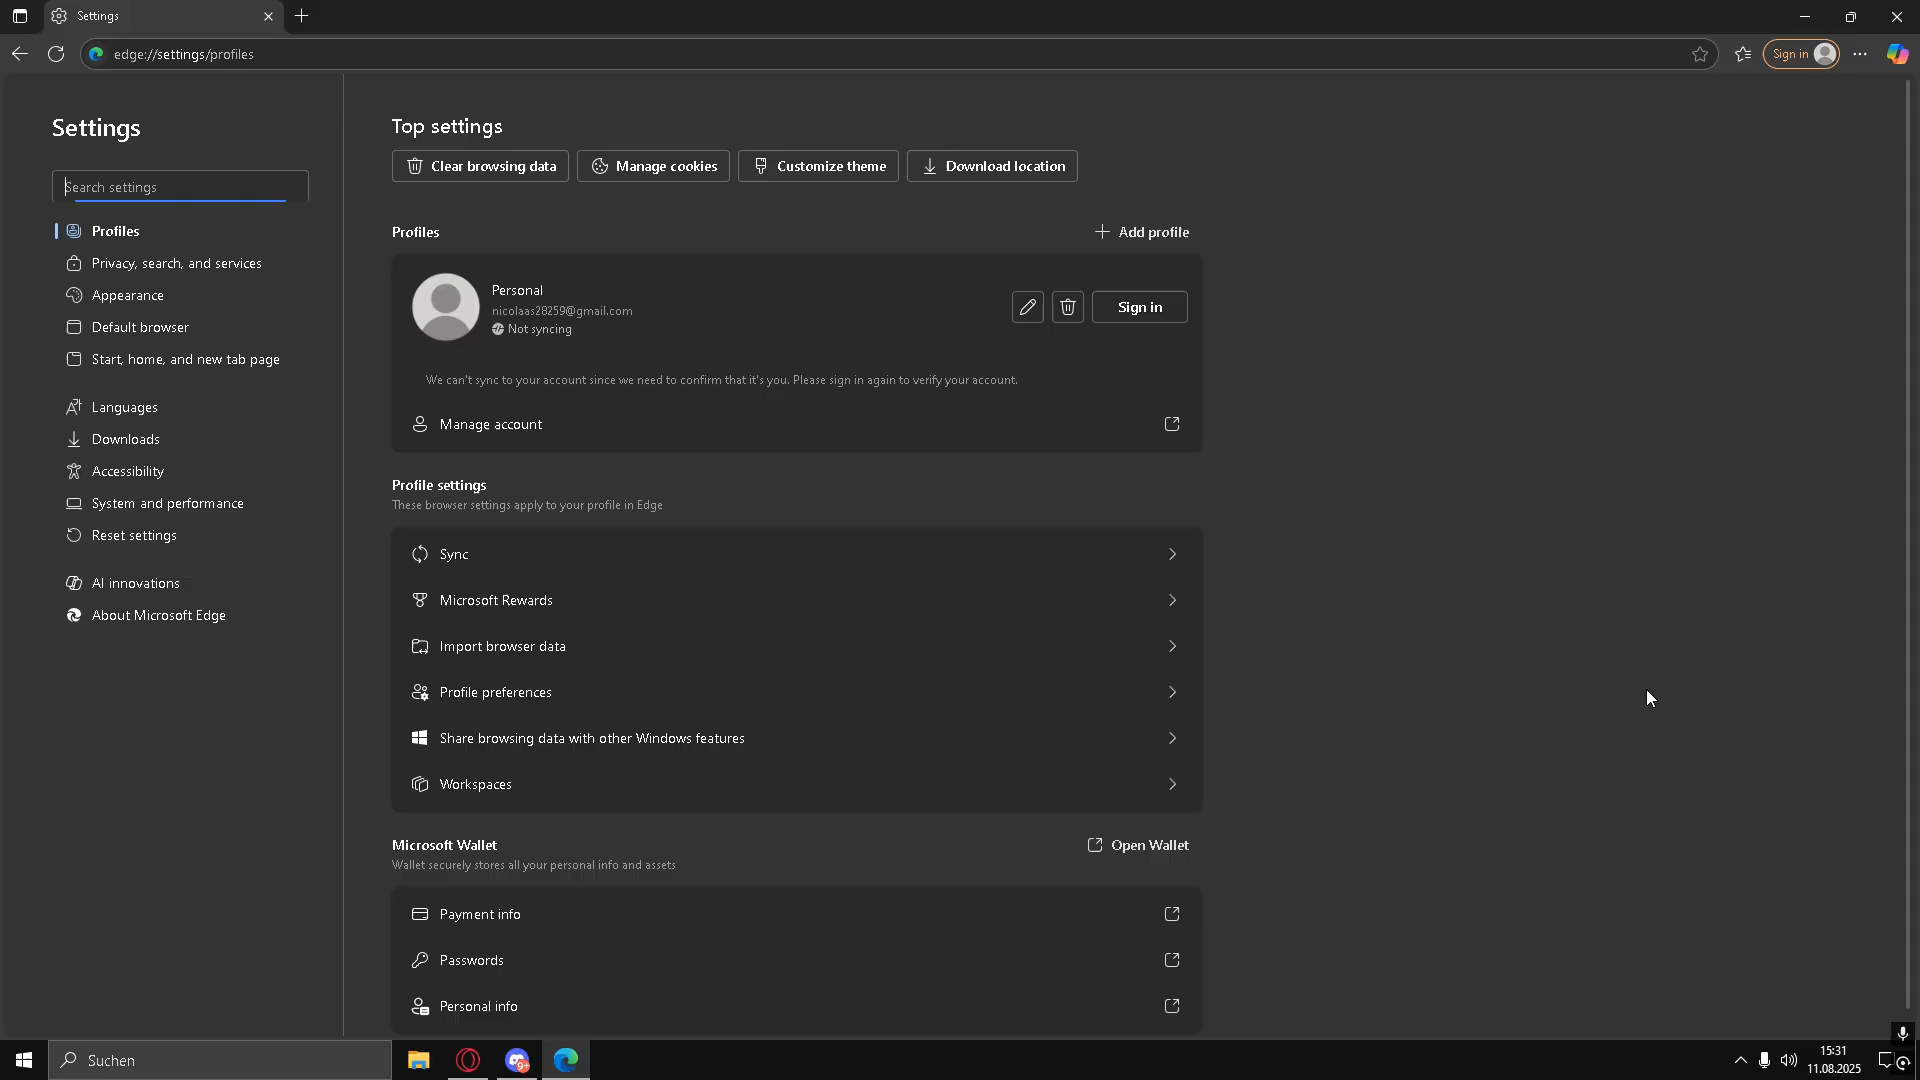 Settings
edge://settings/profiles
Sign in
Settings
Search settings
Profiles
Privacy, search, and services
Appearance
Default browser
Start, home, and new tab page
Languages
Downloads
Accessibility
System and performance
Reset settings
AI innovations
About Microsoft Edge
Top settings
Clear browsing data
Manage cookies
Customize theme
Download location
Profiles
Add profile
Personal
nicolaas28259@gmail.com
Not syncing
Sign in
We can't sync to your account since we need to confirm that it's you. Please sign in again to verify your account.
Manage account
Profile settings
These browser settings apply to your profile in Edge
Sync
Microsoft Rewards
Import browser data
Profile preferences
Share browsing data with other Windows features
Workspaces
Microsoft Wallet
Open Wallet
Wallet securely stores all your personal info and assets
Payment info
Passwords
Personal info
Suchen
9+
15:31
11.08.2025